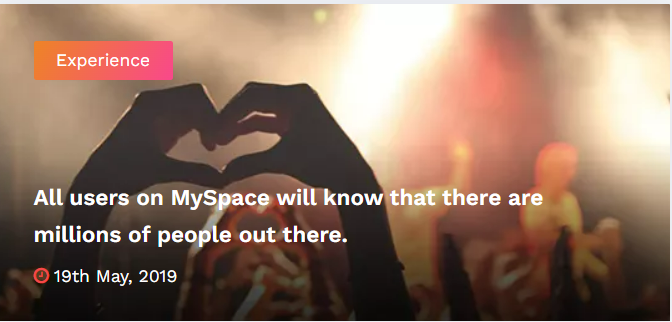 Experience
All users on MySpace will know that there are
millions of people out there.
19th May, 2019